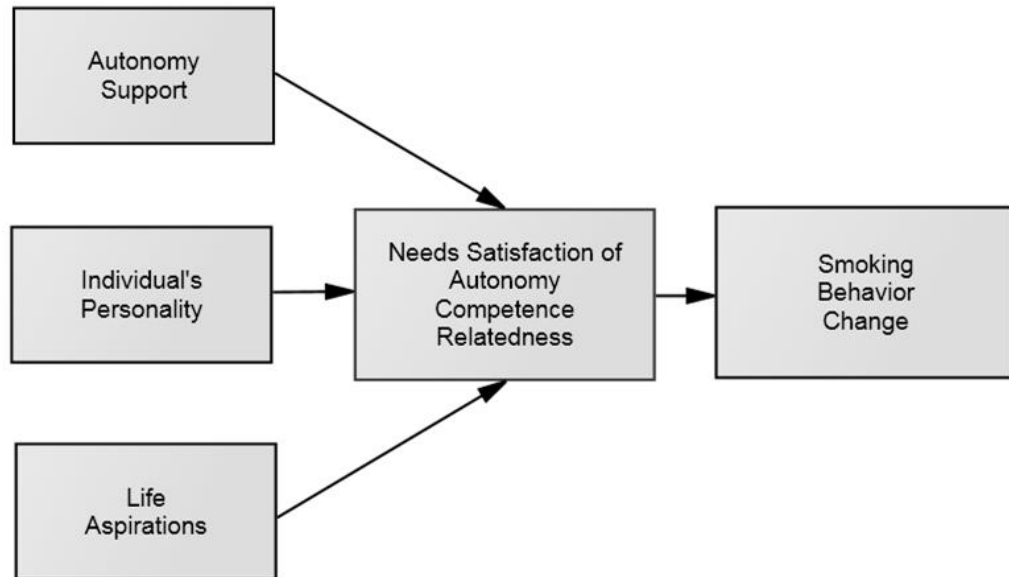 Autonomy
Support
Individual's
Personality
Needs Satisfaction of
Autonomy
Competence
Relatedness
Smoking
Behavior
Change
Life
Aspirations